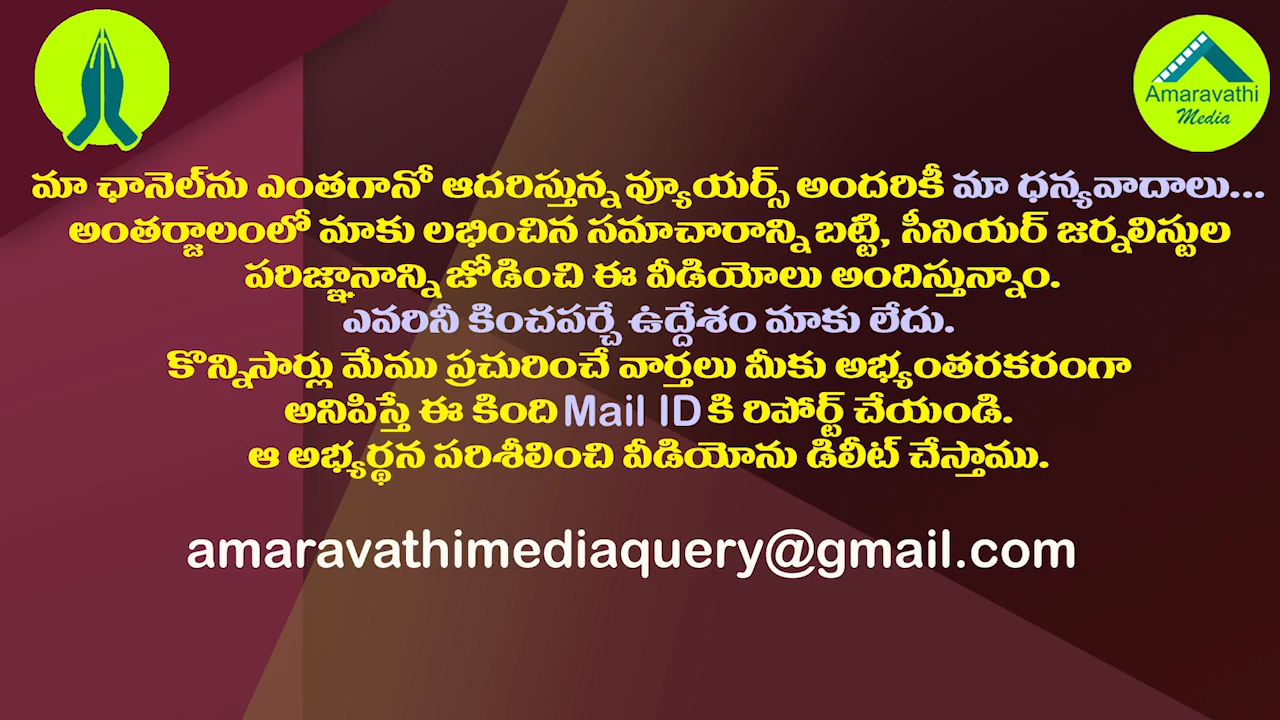 Amaravathi
Media
మా ఛానెల్‌ను ఎంతగానో ఆదరిస్తున్న వ్యూయర్స్ అందరికీ మా ధన్యవాదాలు...
అంతర్జాలంలో మాకు లభించిన సమాచారాన్ని బట్టి, సీనియర్ జర్నలిస్టుల
పరిజ్ఞానాన్ని జోడించి ఈ వీడియోలు అందిస్తున్నాం.
ఎవరినీ కించపర్చే ఉద్దేశం మాకు లేదు.
కొన్నిసార్లు మేము ప్రచురించే వార్తలు మీకు అభ్యంతరకరంగా
అనిపిస్తే ఈ కింది Mail ID కి రిపోర్ట్ చేయండి.
ఆ అభ్యర్థన పరిశీలించి వీడియోను డిలీట్ చేస్తాము.
amaravathimediaquery@gmail.com